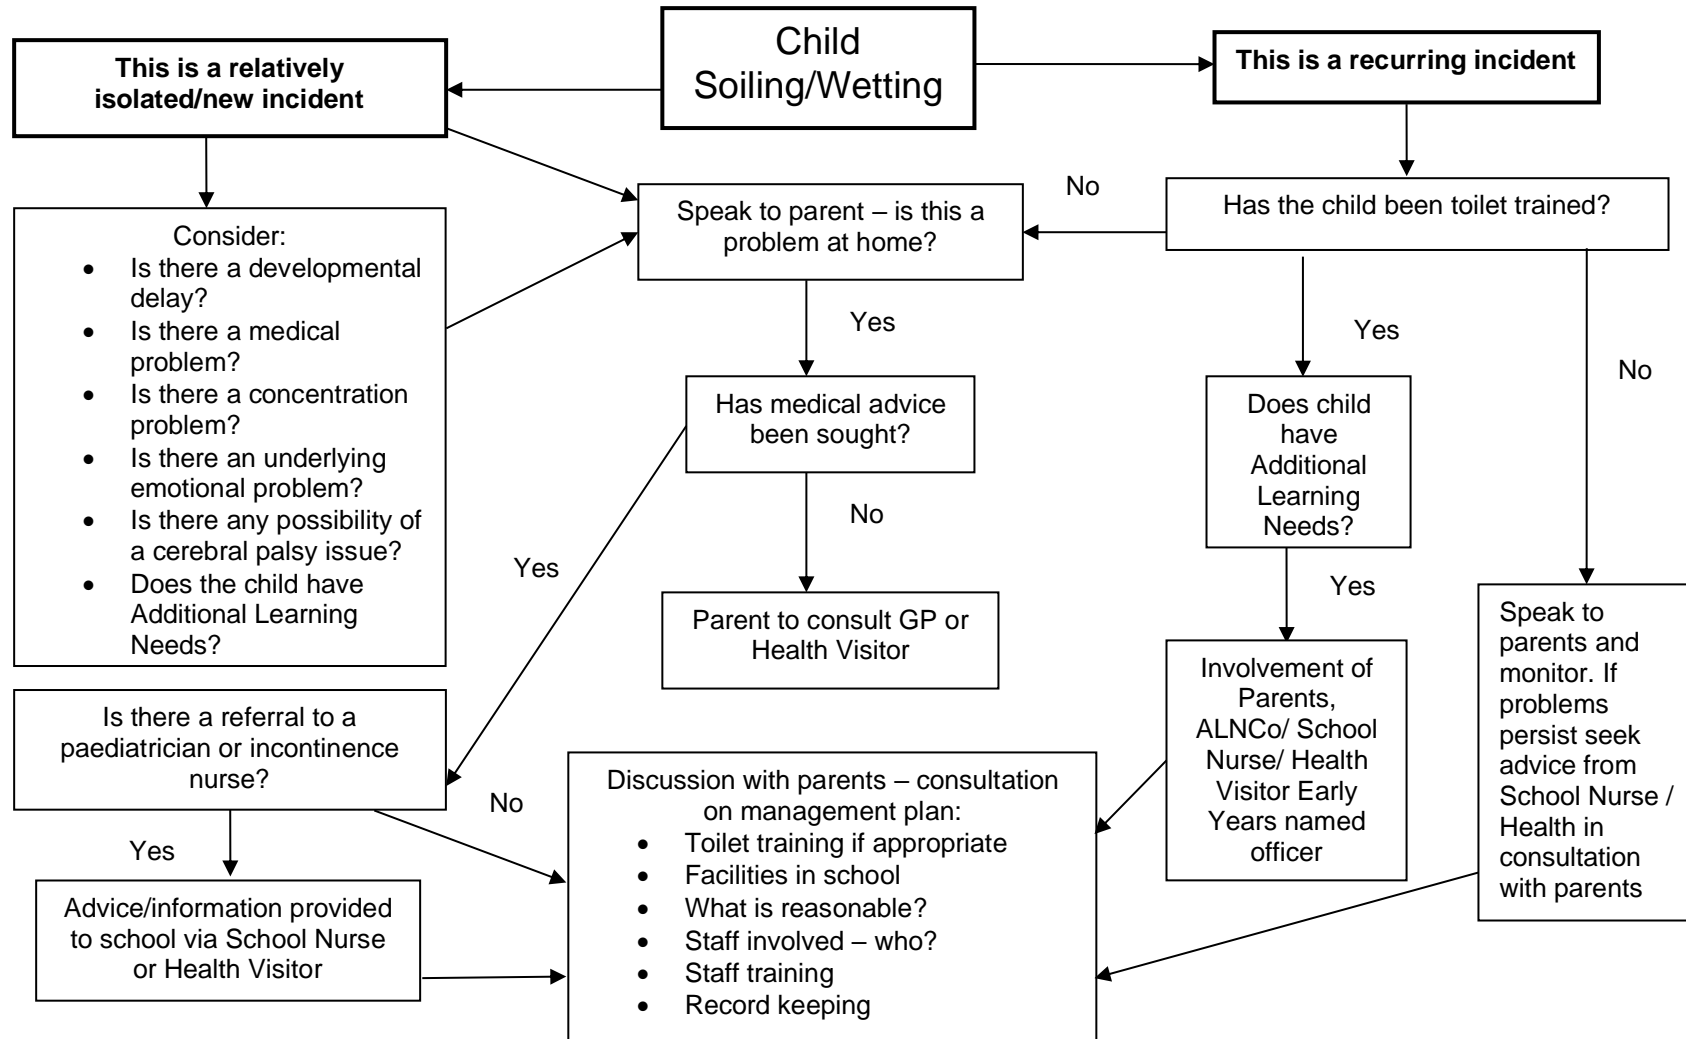 Child
Soiling/Wetting
This is a relatively
isolated/new incident
This is a recurring incident
Consider:
• Is there a developmental
delay?
• Is there a medical
problem?
• Is there a concentration
problem?
• Is there an underlying
emotional problem?
• Is there any possibility of
a cerebral palsy issue?
• Does the child have
Additional Learning
Needs?
Speak to parent – is this a
problem at home?
No
Has the child been toilet trained?
Yes
Yes
No
Has medical advice
been sought?
Does child
have
Additional
Learning
Needs?
No
Yes
Yes
Parent to consult GP or
Health Visitor
Involvement of
Parents,
ALNCo/ School
Nurse/ Health
Visitor Early
Years named
officer
Speak to
parents and
monitor. If
problems
persist seek
advice from
School Nurse /
Health in
consultation
with parents
Is there a referral to a
paediatrician or incontinence
nurse?
No
Yes
Advice/information provided
to school via School Nurse
or Health Visitor
Discussion with parents – consultation
on management plan:
• Toilet training if appropriate
• Facilities in school
• What is reasonable?
• Staff involved – who?
• Staff training
• Record keeping